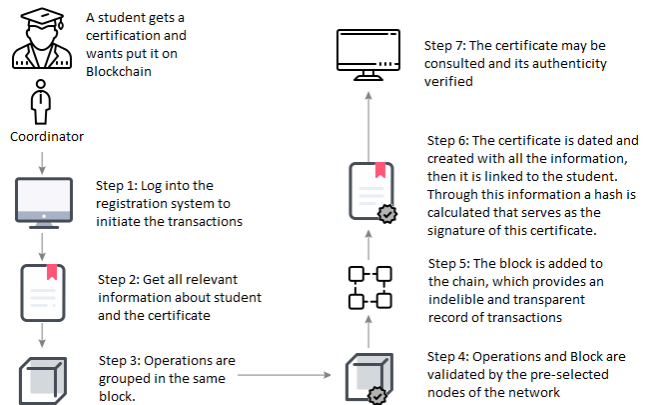 A student gets a
certification and
wants put it on
Blockchain
Coordinator
Step 1: Log into the
registration system to
initiate the transactions
Step 2: Get all relevant
information about student
and the certificate
Step 3: Operations are
grouped in the same
block.
Step 4: Operations and Block are
validated by the pre-selected
nodes of the network
Step 5: The block is added to
the chain, which provides an
indelible and transparent
record of transactions
Step 6: The certificate is dated and
created with all the information,
then it is linked to the student.
Through this information a hash is
calculated that serves as the
signature of this certificate.
Step 7: The certificate may be
consulted and its authenticity
verified